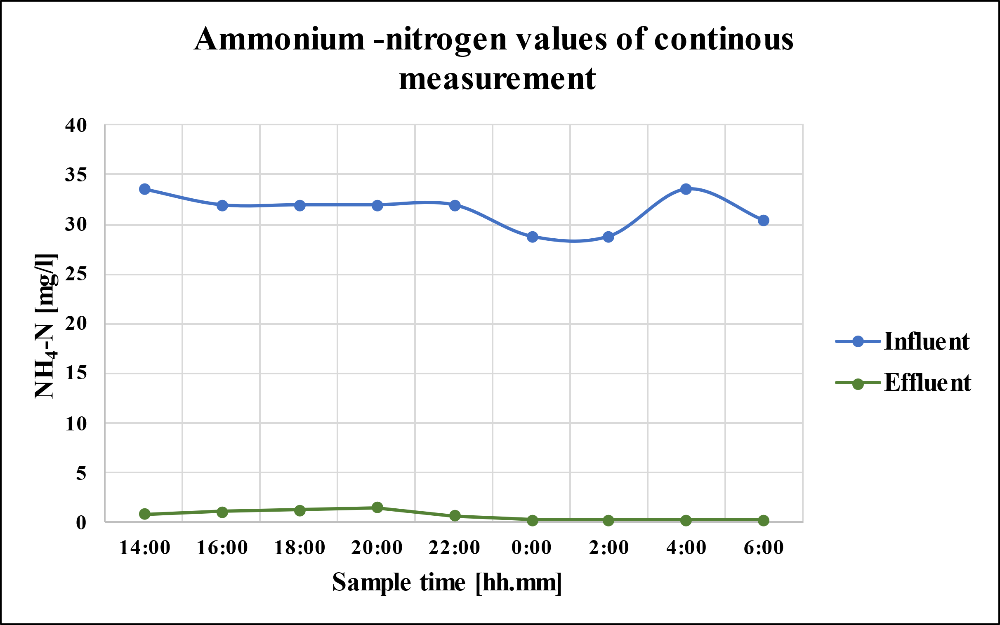 Ammonium -nitrogen values of continous
measurement
40
35
30
25
20
15
10
5
0
NH₄-N [mg/l]
14:00 16:00 18:00 20:00 22:00 0:00 2:00 4:00 6:00
Sample time [hh.mm]
Influent
Effluent